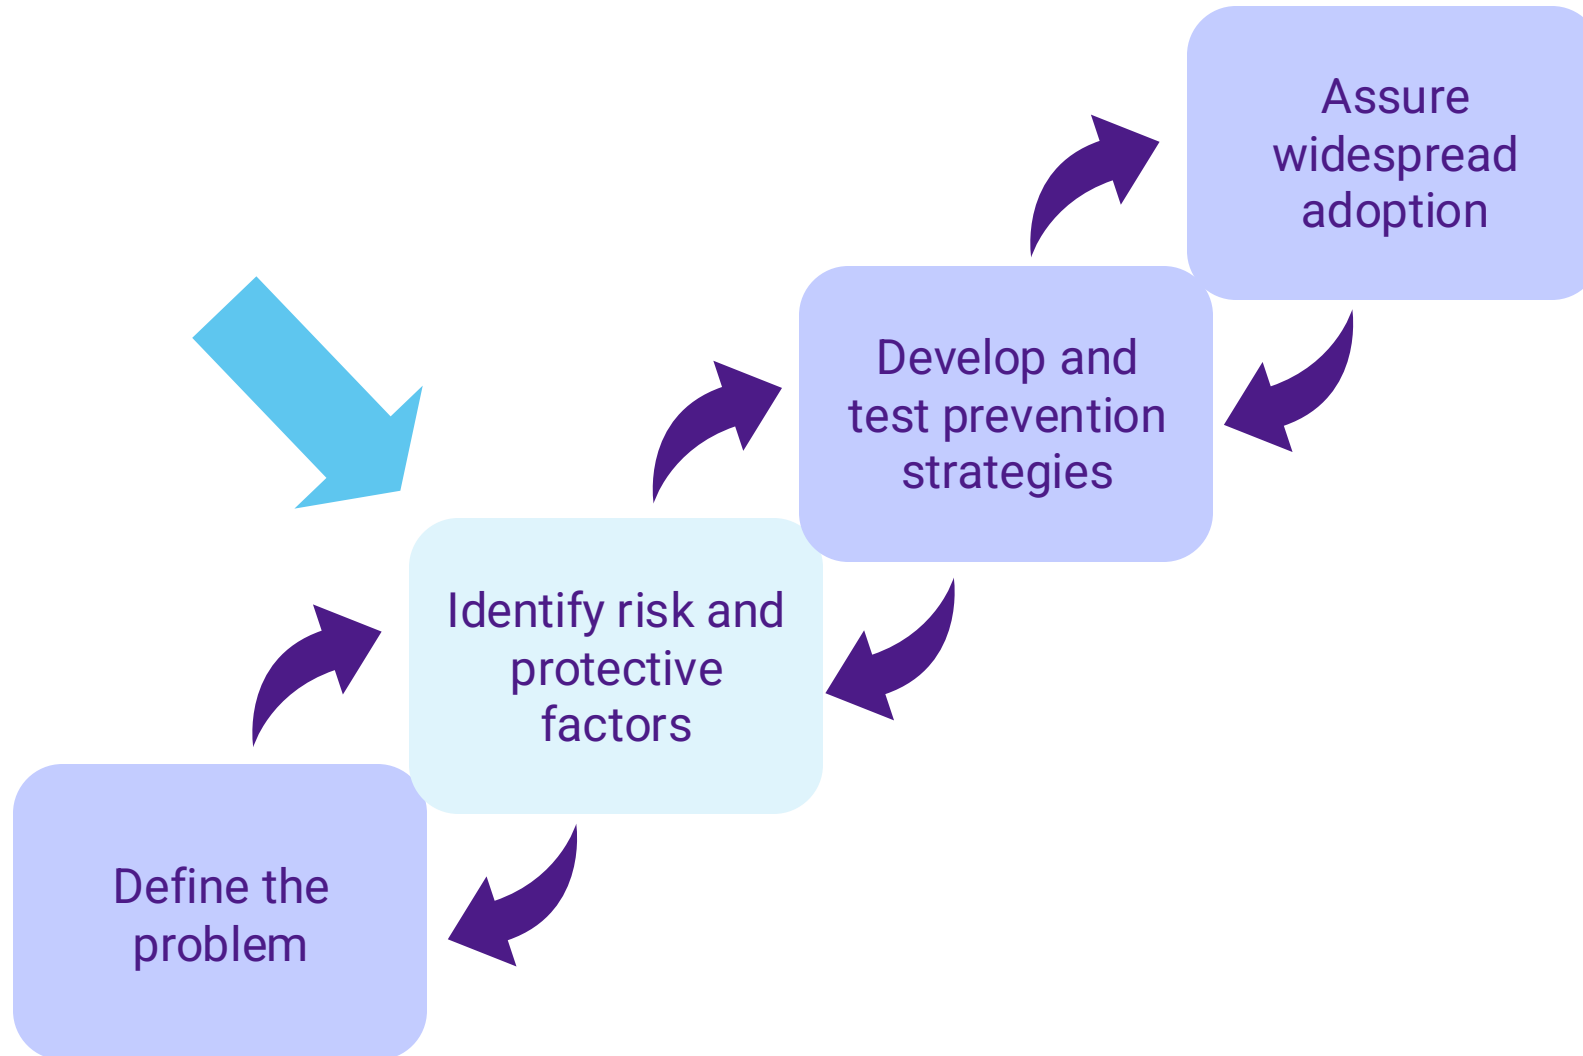 Assure
widespread
adoption
Develop and
test prevention
strategies
Identify risk and
protective
factors
Define the
problem